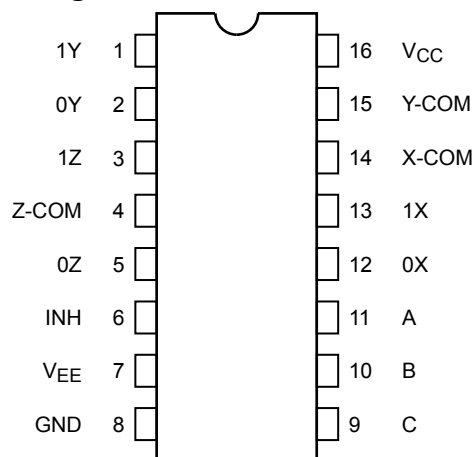 1Y 1 16 VCC
0Y 2 15 Y-COM
1Z 3 14 X-COM
Z-COM 4 13 1X
0Z 5 12 0X
INH 6 11 A
VEE 7 10 B
GND 8 9 C